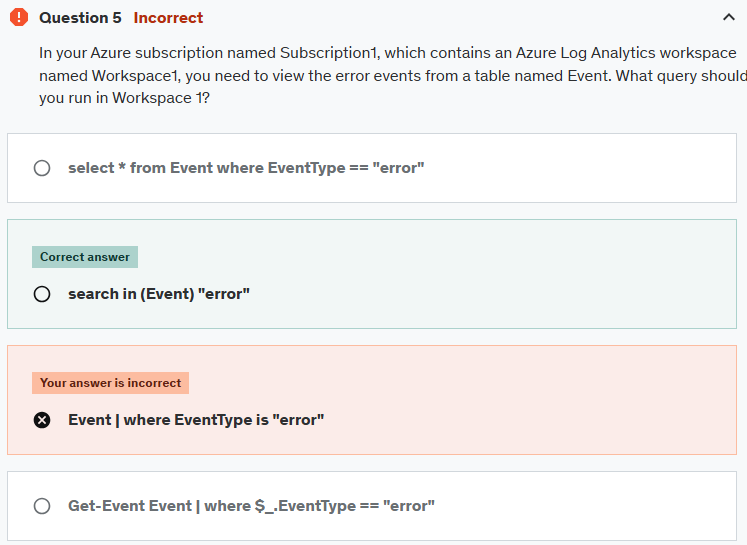 Question 5 Incorrect
In your Azure subscription named Subscription1, which contains an Azure Log Analytics workspace
named Workspace1, you need to view the error events from a table named Event. What query should
you run in Workspace 1?
select * from Event where EventType == "error"
Correct answer
search in (Event) "error"
Your answer is incorrect
Event | where EventType is "error"
Get-Event Event | where $_.EventType == "error"